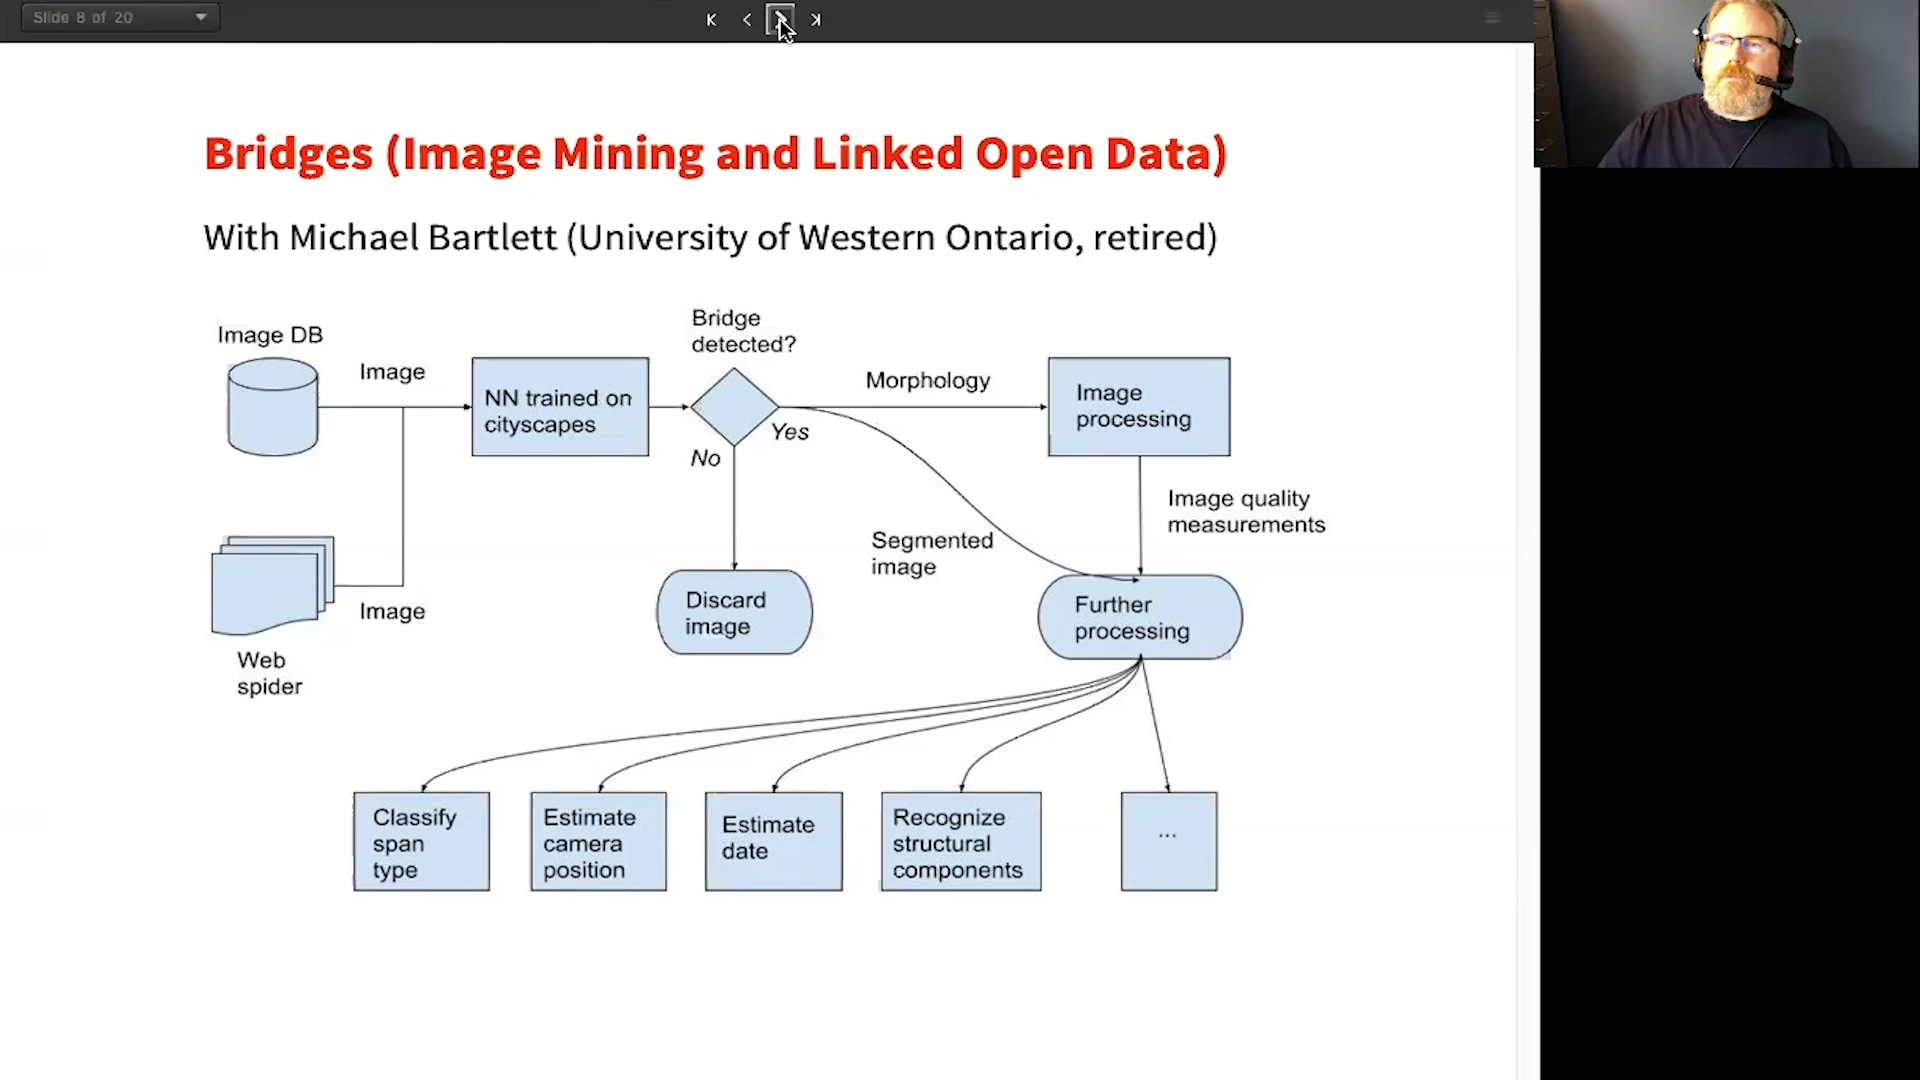 Slide 8 of 20
Bridges (Image Mining and Linked Open Data)
With Michael Bartlett (University of Western Ontario, retired)
Image DB
Image
NN trained on
cityscapes
Bridge
detected?
Yes
No
Morphology
Image
processing
Image quality
measurements
Segmented
image
Web
spider
Image
Discard
image
Further
processing
Classify
span
type
Estimate
camera
position
Estimate
date
Recognize
structural
components
...